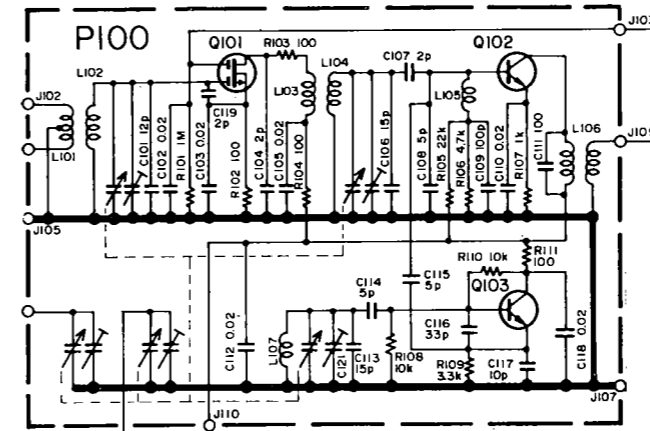 P100
Q101
R103 100
L104
C107 2p
Q102
J103
L102
J102
L101
C119
2p
L103
L105
C111 100
L106
J109
C101 12p
C102 0.02
R101 1M
C103 0.02
R102 100
C104 2p
C105 0.02
R104 100
C106 15p
C108 5p
R105 22k
R106 4.7k
C109 100p
C110 0.02
R107 1k
J105
C112 0.02
L107
C121
C113
15p
C114
5p
R108
10k
C115
5p
R110 10k
R111
100
Q103
C116
33p
R109
3.3k
C117
10p
C118 0.02
J110
J107